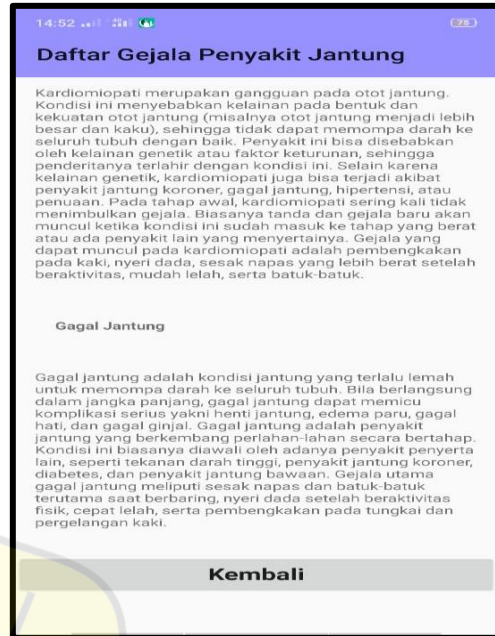 14:52
75
Daftar Gejala Penyakit Jantung
Kardiomiopati merupakan gangguan pada otot jantung.
Kondisi ini menyebabkan kelainan pada bentuk dan
kekuatan otot jantung (misalnya otot jantung menjadi lebih
besar dan kaku), sehingga tidak dapat memompa darah ke
seluruh tubuh dengan baik. Penyakit ini bisa disebabkan
oleh kelainan genetik atau faktor keturunan, sehingga
penderitanya terlahir dengan kondisi ini. Selain karena
kelainan genetik, kardiomiopati juga bisa terjadi akibat
penyakit jantung koroner, gagal jantung, hipertensi, atau
penuaan. Pada tahap awal, kardiomiopati sering kali tidak
menimbulkan gejala. Biasanya tanda dan gejala baru akan
muncul ketika kondisi ini sudah masuk ke tahap yang berat
atau ada penyakit lain yang menyertainya. Gejala yang
dapat muncul pada kardiomiopati adalah pembengkakan
pada kaki, nyeri dada, sesak napas yang lebih berat setelah
beraktivitas, mudah lelah, serta batuk-batuk.
Gagal Jantung
Gagal jantung adalah kondisi jantung yang terlalu lemah
untuk memompa darah ke seluruh tubuh. Bila berlangsung
dalam jangka panjang, gagal jantung dapat memicu
komplikasi serius yakni henti jantung, edema paru, gagal
hati, dan gagal ginjal. Gagal jantung adalah penyakit
jantung yang berkembang perlahan-lahan secara bertahap.
Kondisi ini biasanya diawali oleh adanya penyakit penyerta
lain, seperti tekanan darah tinggi, penyakit jantung koroner,
diabetes, dan penyakit jantung bawaan. Gejala utama
gagal jantung meliputi sesak napas dan batuk-batuk
terutama saat berbaring, nyeri dada setelah beraktivitas
fisik, cepat lelah, serta pembengkakan pada tungkai dan
pergelangan kaki.
Kembali